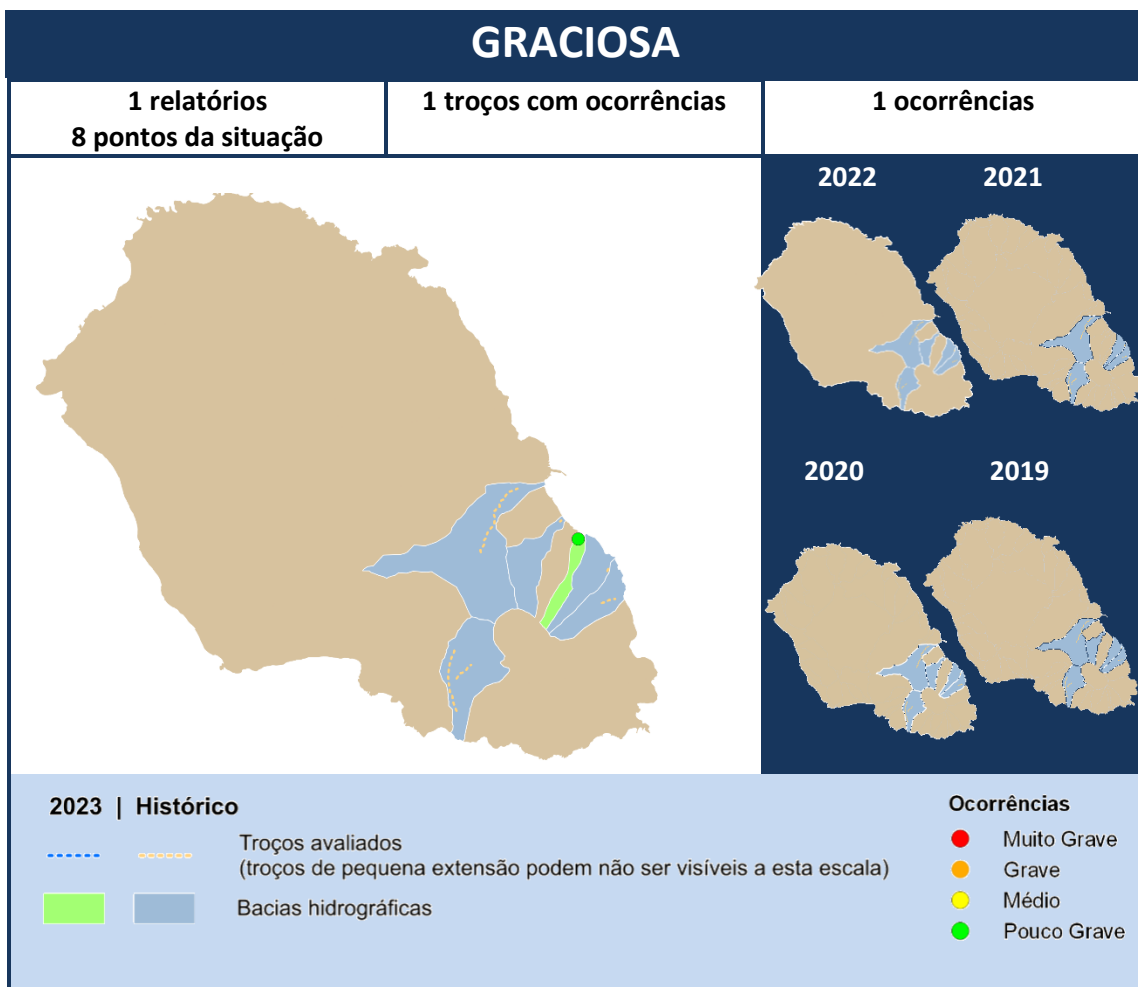 GRACIOSA
1 relatórios
8 pontos da situação
1 troços com ocorrências
1 ocorrências
2022
2021
2020
2019
2023 | Histórico
Troços avaliados
(troços de pequena extensão podem não ser visíveis a esta escala)
Bacias hidrográficas
Ocorrências
Muito Grave
Grave
Médio
Pouco Grave